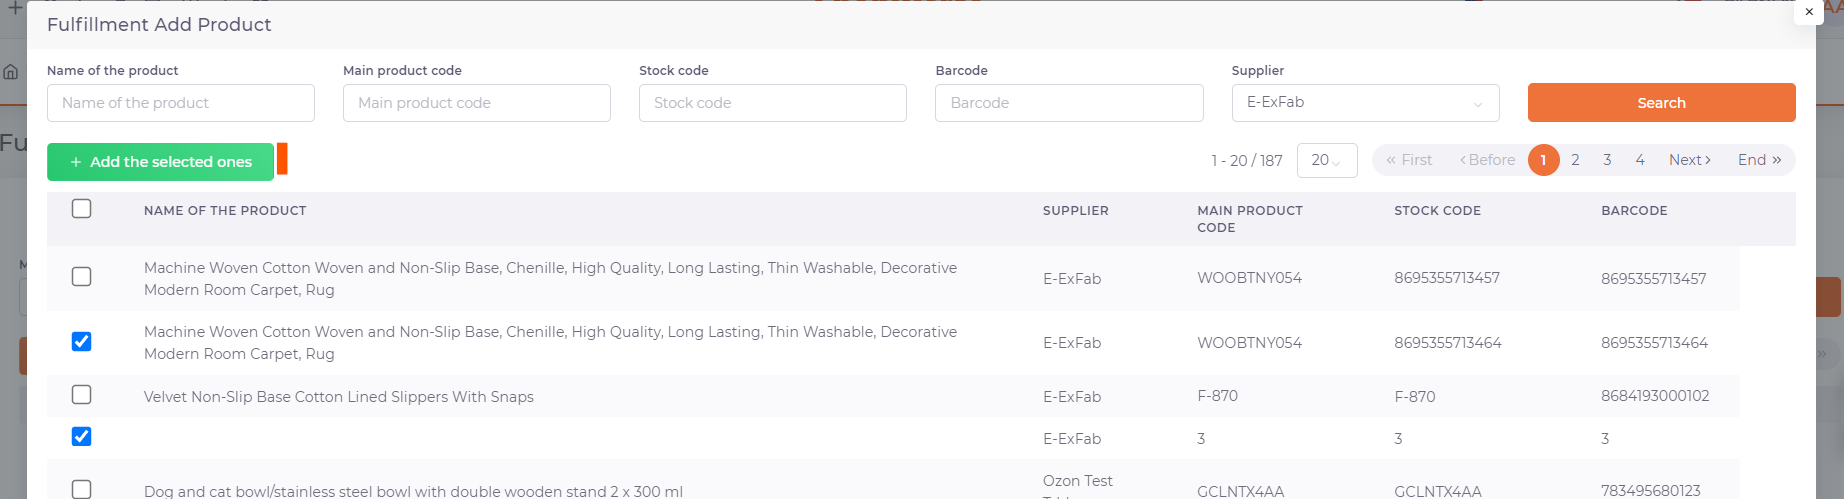 Fulfillment Add Product
×
Name of the product
Main product code
Stock code
Barcode
Supplier
Name of the product
Main product code
Stock code
Barcode
E-ExFab
Search
Fu
+ Add the selected ones
1 - 20 / 187
20
« First
‹ Before
1
2
3
4
Next ›
End »
NAME OF THE PRODUCT
SUPPLIER
MAIN PRODUCT
CODE
STOCK CODE
BARCODE
Machine Woven Cotton Woven and Non-Slip Base, Chenille, High Quality, Long Lasting, Thin Washable, Decorative
Modern Room Carpet, Rug
E-ExFab
WOOBTNY054
8695355713457
8695355713457
Machine Woven Cotton Woven and Non-Slip Base, Chenille, High Quality, Long Lasting, Thin Washable, Decorative
Modern Room Carpet, Rug
E-ExFab
WOOBTNY054
8695355713464
8695355713464
Velvet Non-Slip Base Cotton Lined Slippers With Snaps
E-ExFab
F-870
F-870
8684193000102
E-ExFab
3
3
3
Dog and cat bowl/stainless steel bowl with double wooden stand 2 x 300 ml
Ozon Test
GCLNTX4AA
GCLNTX4AA
783495680123